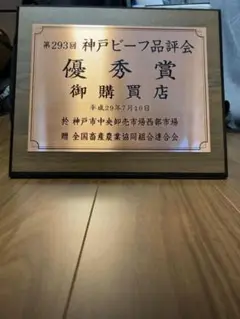 第293回 神戸ビーフ品評会
優秀賞
御購買店
平成29年7月10日
於 神戸市中央卸売市場西部市場
贈 全国畜産農業協同組合連合会